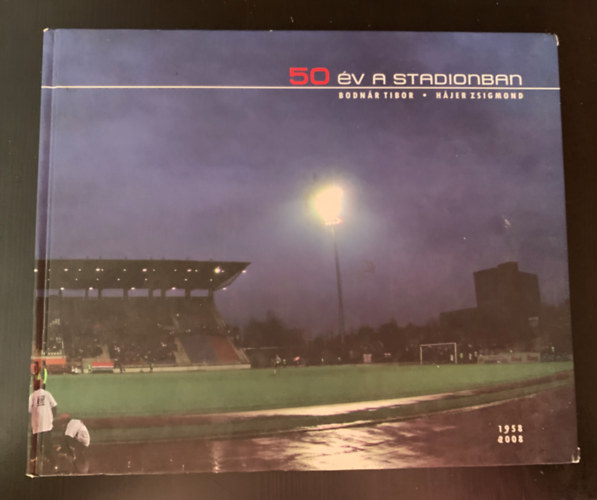 50 ÉV A STADIONBAN
BODNÁR TIBOR • HÁJER ZSIGMOND
1958
2008